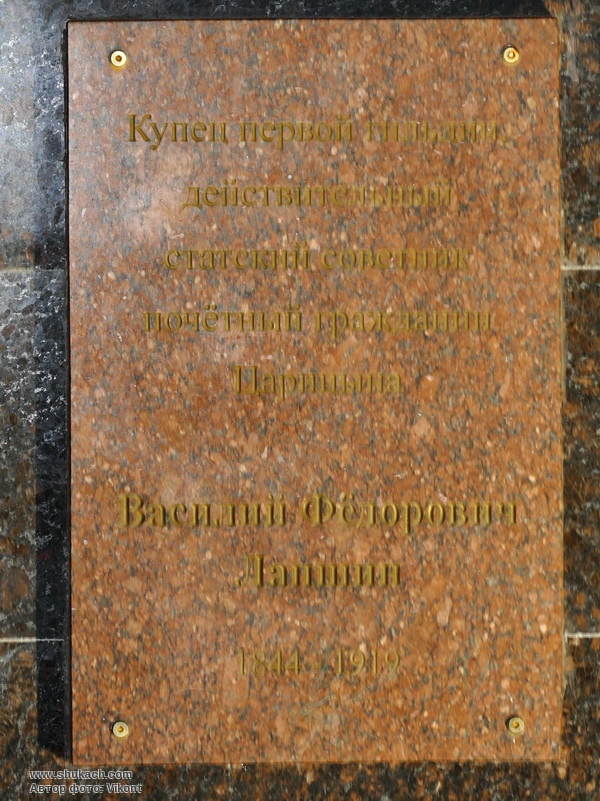 Купец первой гильдии,
действительный
статский советник
почётный гражданин
Царицына
Василий Фёдорович
Лапшин
1844 - 1919
www.shukach.com
Автор фото: Vikont